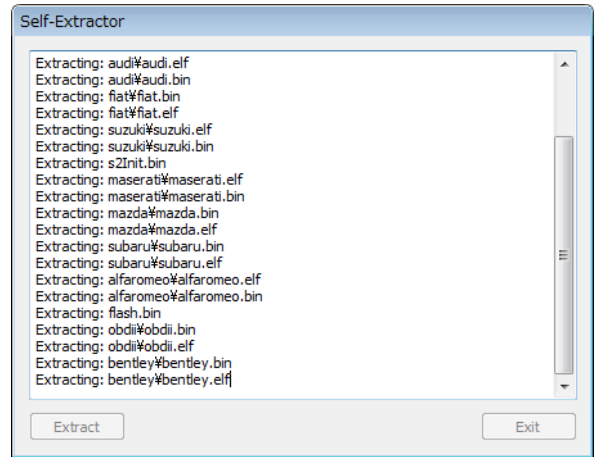 Self-Extractor
Extracting: audi¥audi.elf
Extracting: audi¥audi.bin
Extracting: fiat¥fiat.bin
Extracting: fiat¥fiat.elf
Extracting: suzuki¥suzuki.elf
Extracting: suzuki¥suzuki.bin
Extracting: s2Init.bin
Extracting: maserati¥maserati.elf
Extracting: maserati¥maserati.bin
Extracting: mazda¥mazda.bin
Extracting: mazda¥mazda.elf
Extracting: subaru¥subaru.bin
Extracting: subaru¥subaru.elf
Extracting: alfaromeo¥alfaromeo.elf
Extracting: alfaromeo¥alfaromeo.bin
Extracting: flash.bin
Extracting: obdii¥obdii.bin
Extracting: obdii¥obdii.elf
Extracting: bentley¥bentley.bin
Extracting: bentley¥bentley.elf
Extract Exit